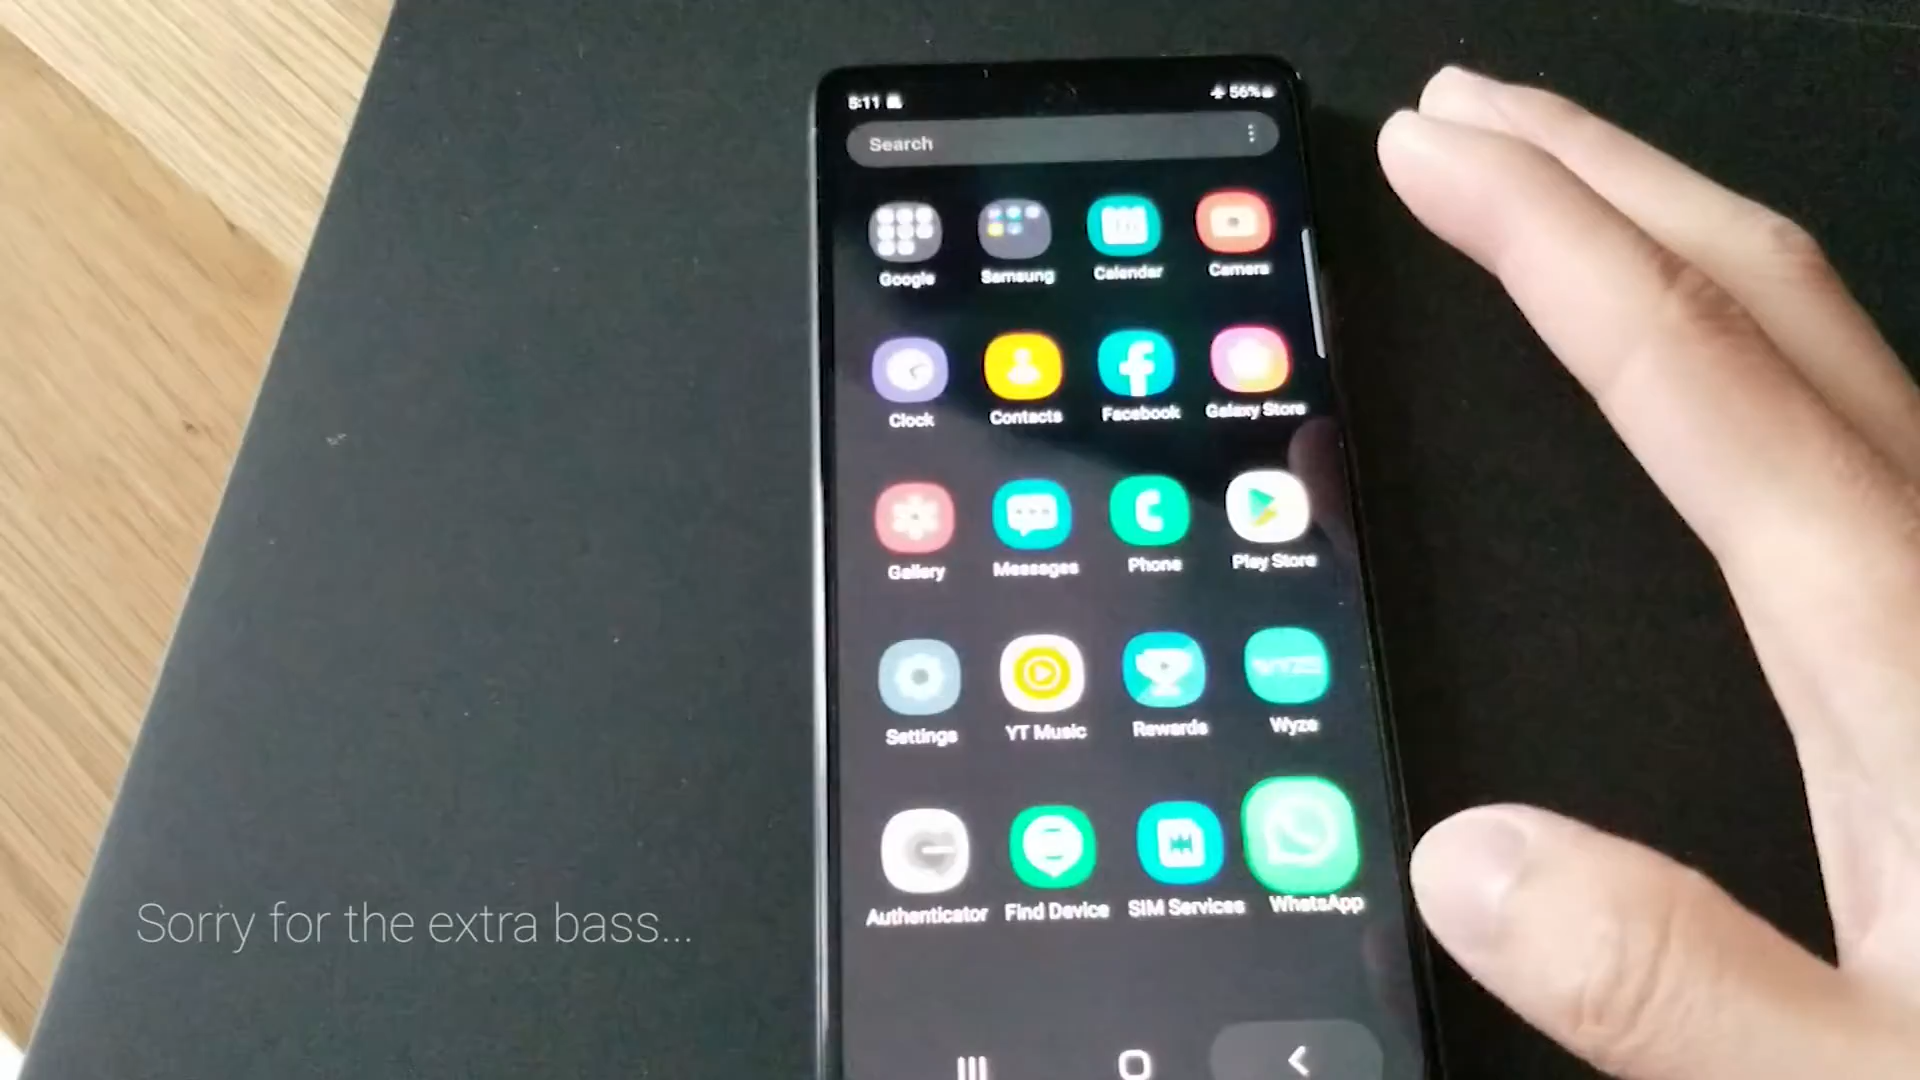 5:11
56%
Search
Google Samsung Calendar Camera
Clock Contacts Facebook Galaxy Store
Gallery Messages Phone Play Store
Settings YT Music Rewards Wyze
Authenticator Find Device SIM Services WhatsApp
Sorry for the extra bass...